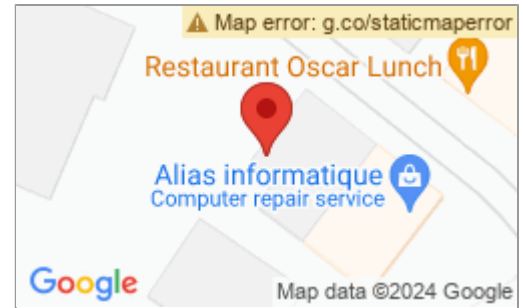 Map error: g.co/staticmaperror
Restaurant Oscar Lunch
Alias informatique
Computer repair service
Google
Map data ©2024 Google